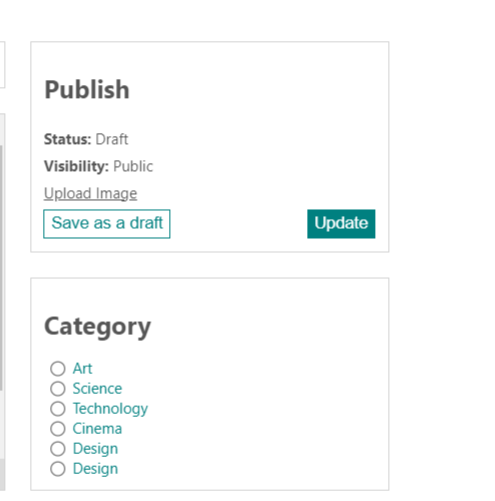 Publish
Status: Draft
Visibility: Public
Upload Image
Save as a draft Update
Category
Art
Science
Technology
Cinema
Design
Design